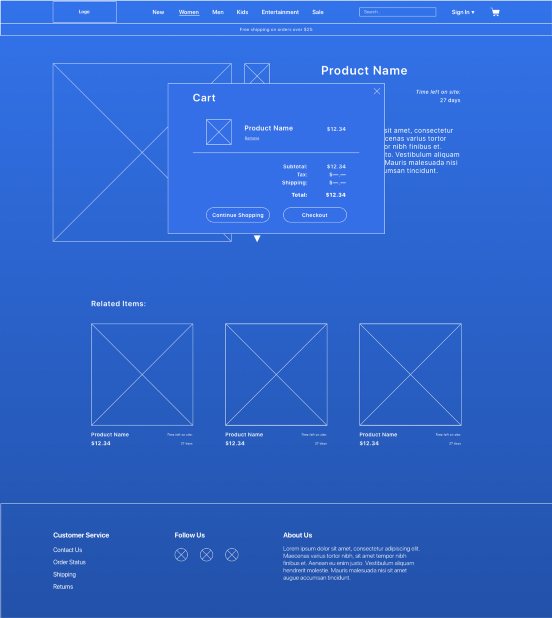 Logo
New Women Men Kids Entertainment Sale
Search...
Sign In ▾
Free shipping on orders over $25
Product Name
Time left on site:
27 days
sit amet, consectetur
cenas varius tortor
or nibh finibus et.
to. Vestibulum aliquam
Mauris malesuada nisi
umsan tincidunt.
Cart
Product Name $12.34
Remove
Subtotal: $12.34
Tax: $--.--
Shipping: $--.--
Total: $12.34
Continue Shopping Checkout
Related Items:
Product Name Time left on site:
$12.34 27 days
Product Name Time left on site:
$12.34 27 days
Product Name Time left on site:
$12.34 27 days
Customer Service
Contact Us
Order Status
Shipping
Returns
Follow Us
About Us
Lorem ipsum dolor sit amet, consectetur adipiscing elit.
Maecenas varius tortor nibh, sit amet tempor nibh
finibus et. Aenean eu enim justo. Vestibulum aliquam
hendrerit molestie. Mauris malesuada nisi sit amet
augue accumsan tincidunt.